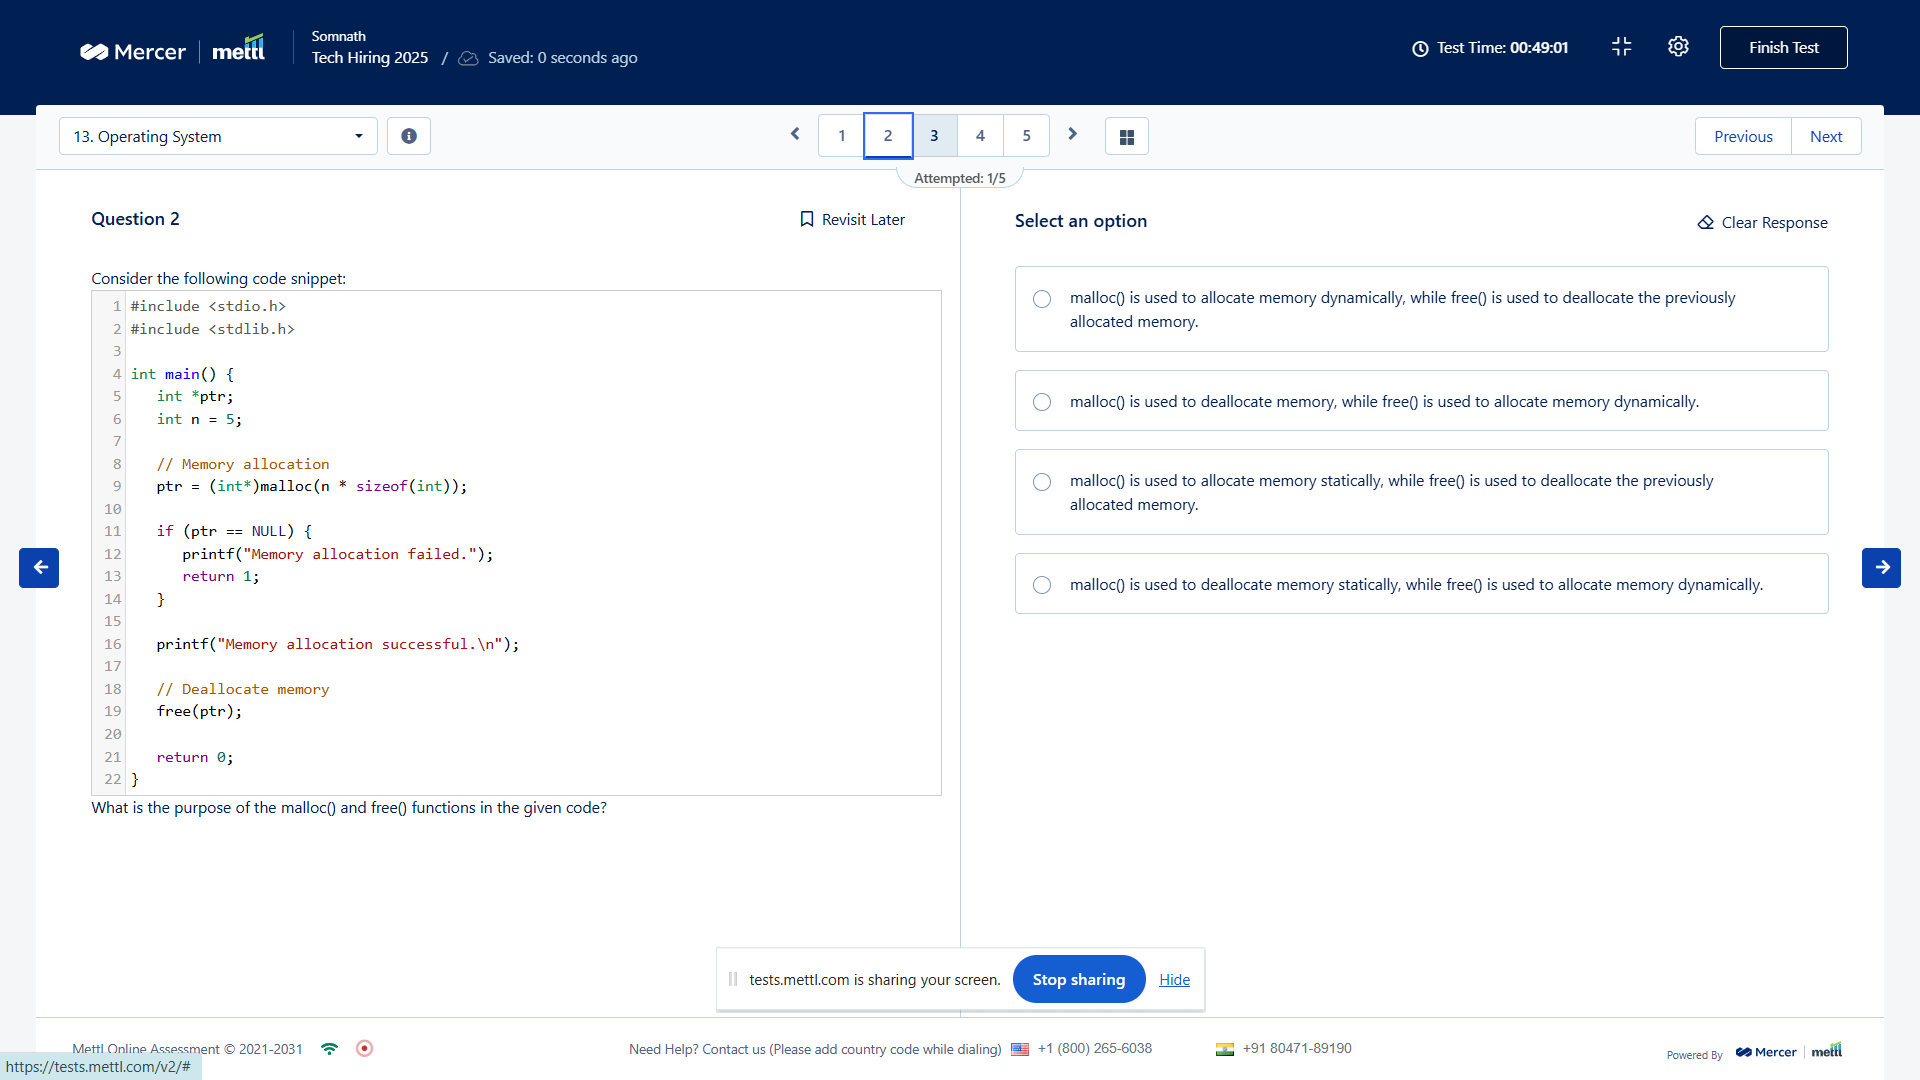 Mercer
mettl
Somnath
Tech Hiring 2025 / Saved: 0 seconds ago
Test Time: 00:49:01
Finish Test
13. Operating System
1 2 3 4 5
Attempted: 1/5
Previous
Next
Question 2
Revisit Later
Consider the following code snippet:
1 #include <stdio.h>
2 #include <stdlib.h>
3
4 int main() {
5 int *ptr;
6 int n = 5;
7
8 // Memory allocation
9 ptr = (int*)malloc(n * sizeof(int));
10
11 if (ptr == NULL) {
12 printf("Memory allocation failed.");
13 return 1;
14 }
15
16 printf("Memory allocation successful.\n");
17
18 // Deallocate memory
19 free(ptr);
20
21 return 0;
22 }
What is the purpose of the malloc() and free() functions in the given code?
Select an option
Clear Response
malloc() is used to allocate memory dynamically, while free() is used to deallocate the previously
allocated memory.
malloc() is used to deallocate memory, while free() is used to allocate memory dynamically.
malloc() is used to allocate memory statically, while free() is used to deallocate the previously
allocated memory.
malloc() is used to deallocate memory statically, while free() is used to allocate memory dynamically.
tests.mettl.com is sharing your screen.
Stop sharing
Hide
Mettl Online Assessment © 2021-2031
Need Help? Contact us (Please add country code while dialing) +1 (800) 265-6038 +91 80471-89190
Powered By Mercer mettl
https://tests.mettl.com/v2/#